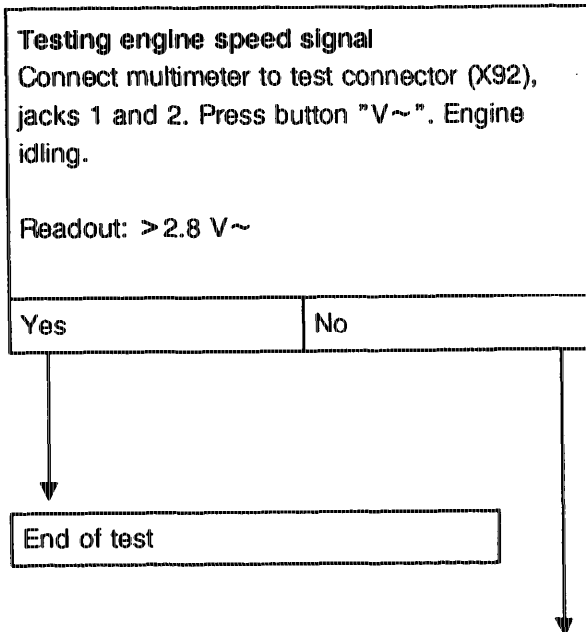 Testing engine speed signal
Connect multimeter to test connector (X92),
jacks 1 and 2. Press button "V~". Engine
idling.
Readout: >2.8 V~
Yes
No
End of test